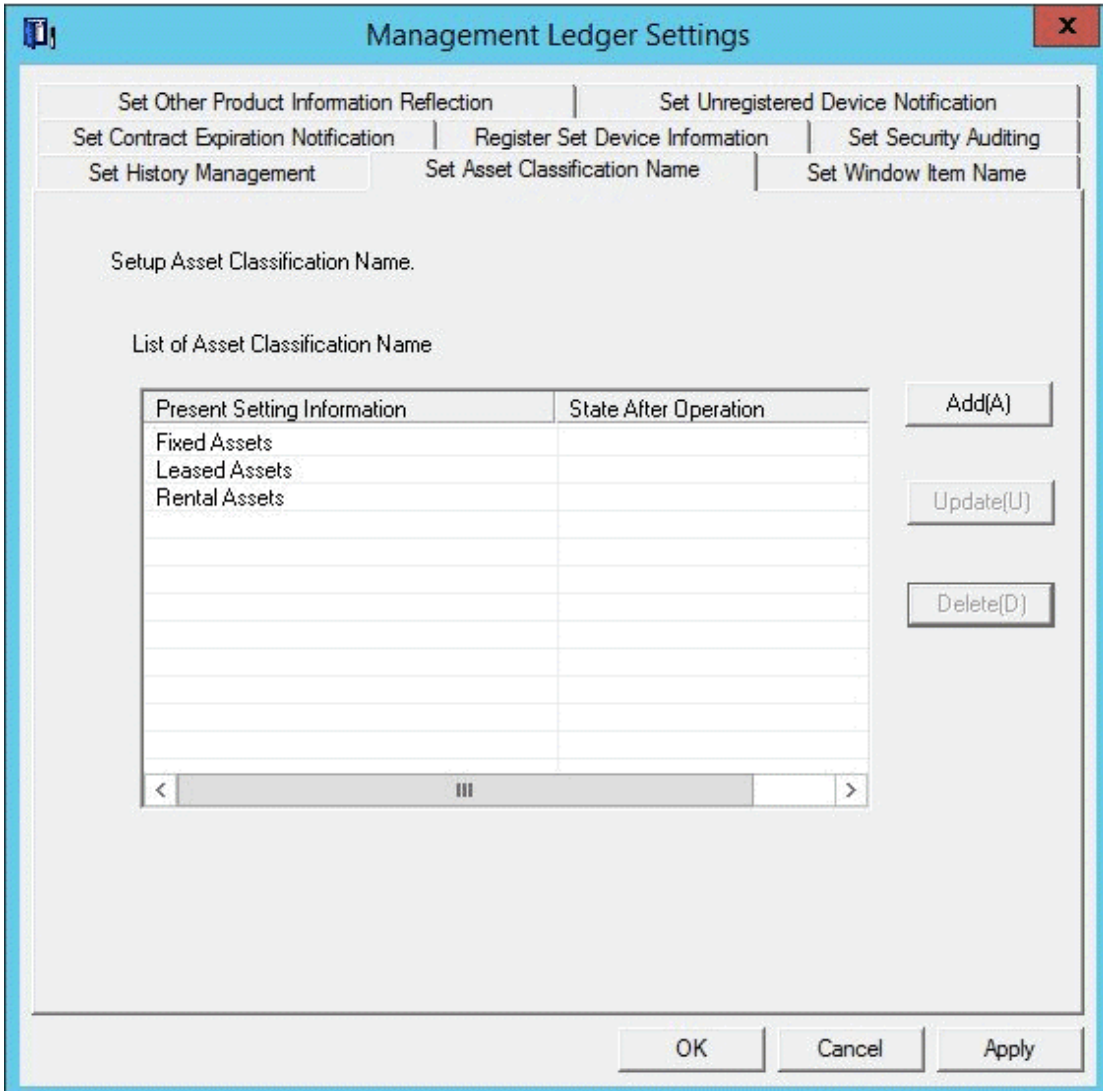 Management Ledger Settings
x
Set Other Product Information Reflection Set Unregistered Device Notification
Set Contract Expiration Notification Register Set Device Information Set Security Auditing
Set History Management Set Asset Classification Name Set Window Item Name
Setup Asset Classification Name.
List of Asset Classification Name
Present Setting Information State After Operation
Add(A)
Fixed Assets
Leased Assets
Rental Assets
Update(U)
Delete(D)
OK Cancel Apply